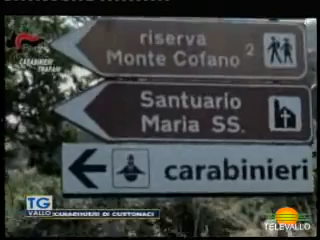 riserva
Monte Cofano 2
CARABINIERI
TRAPANI
Santuario
Maria SS.
carabinieri
TG
VALLO
CARABINIERI DI CUSTONACI
TELEVALLO